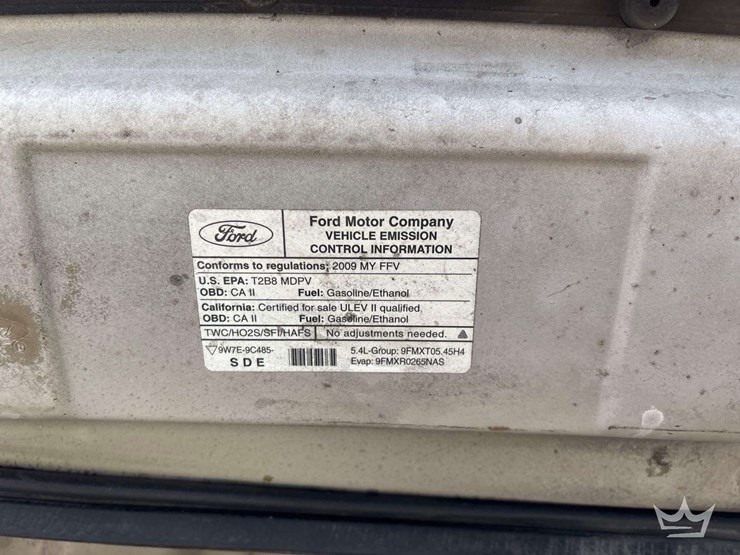 Ford
Ford Motor Company
VEHICLE EMISSION
CONTROL INFORMATION
Conforms to regulations; 2009 MY FFV
U.S. EPA: T2B8 MDPV
OBD: CA II Fuel: Gasoline/Ethanol
California: Certified for sale ULEV II qualified.
OBD: CA II Fuel: Gasoline/Ethanol
TWC/HO2S/SFI/HAFS No adjustments needed.
9W7E-9C485-
SDE
5.4L-Group: 9FMXT05.45H4
Evap: 9FMXR0265NAS